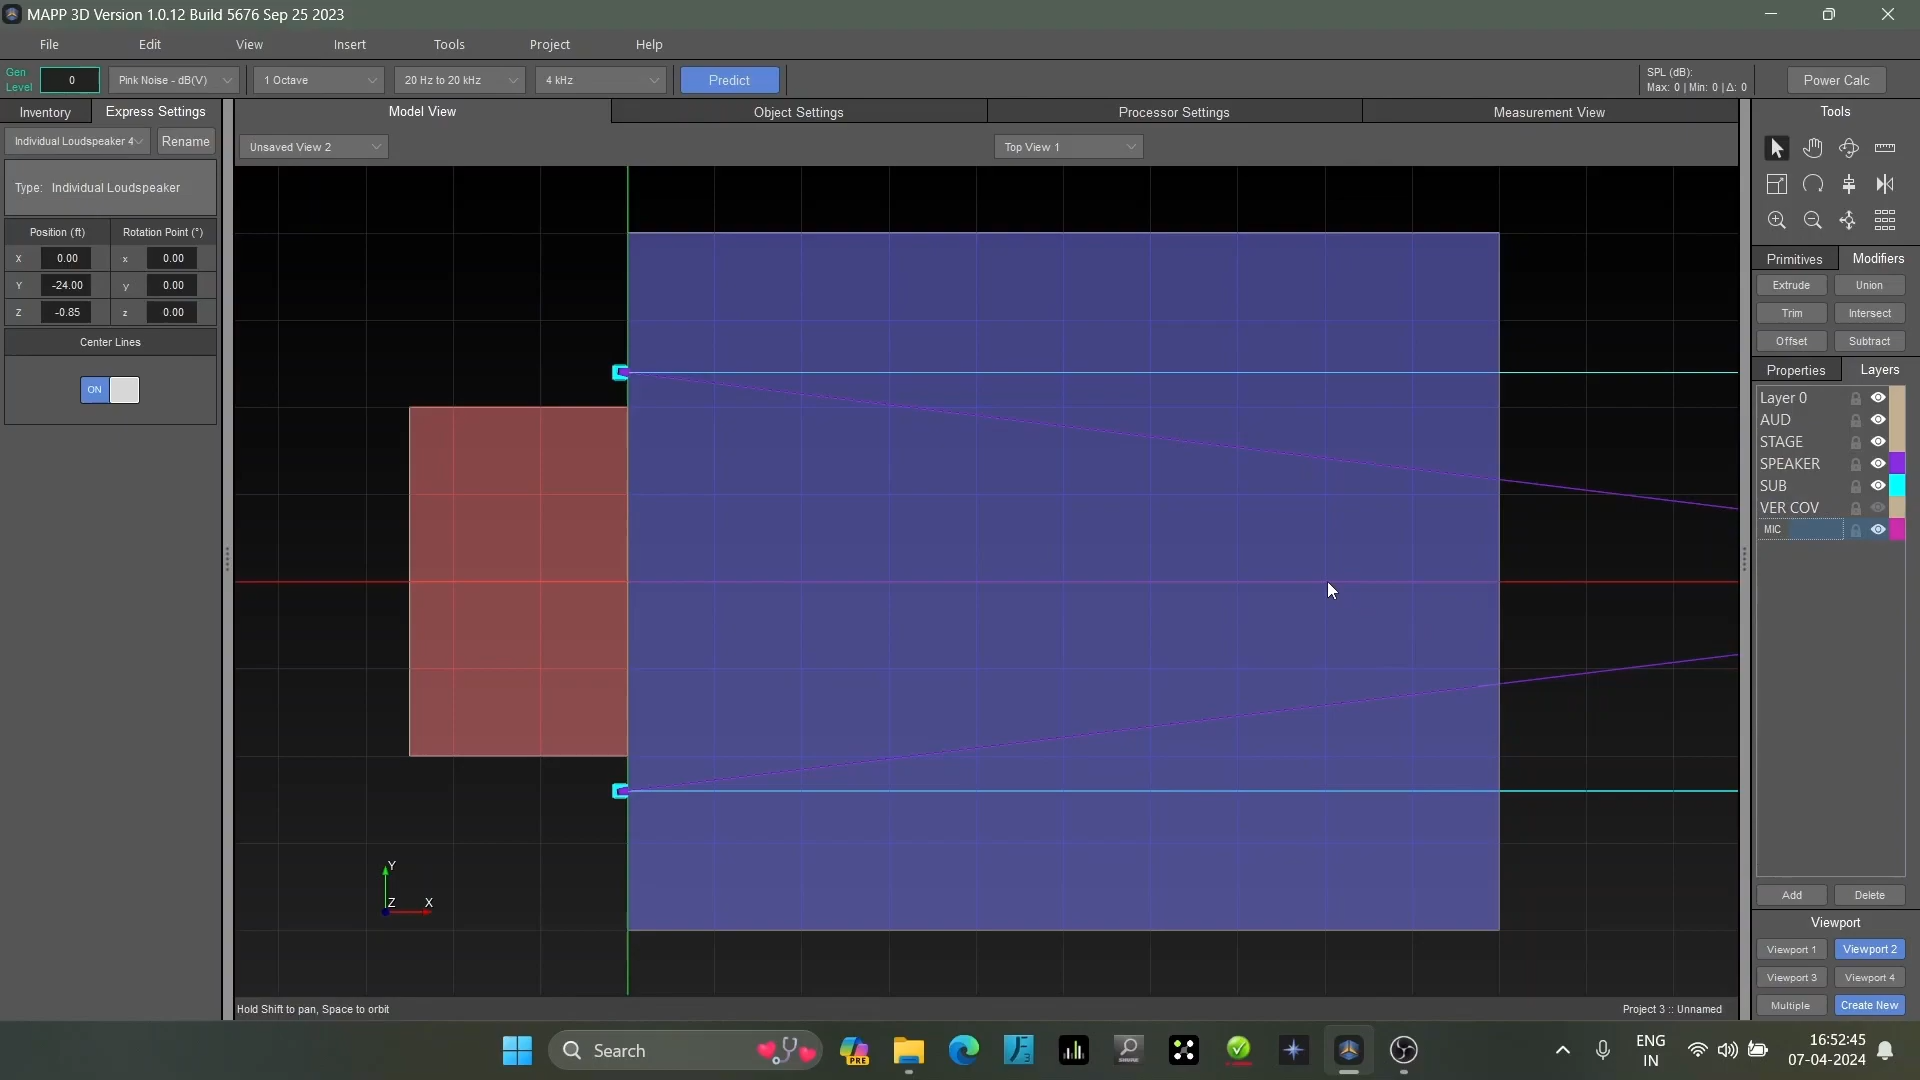 MAPP 3D Version 1.0.12 Build 5676 Sep 25 2023
File Edit View Insert Tools Project Help
Gen Level 0 Pink Noise - dB(V) 1 Octave 20 Hz to 20 kHz 4 kHz Predict
SPL (dB):
Max: 0 | Min: 0 | Δ: 0
Power Calc
Inventory Express Settings
Model View Object Settings Processor Settings Measurement View
Tools
Individual Loudspeaker 4 Rename
Unsaved View 2 Top View 1
Type: Individual Loudspeaker
Position (ft) Rotation Point (°)
X 0.00 x 0.00
Y -24.00 y 0.00
Z -0.85 z 0.00
Center Lines
ON
Primitives Modifiers
Extrude Union
Trim Intersect
Offset Subtract
Properties Layers
Layer 0
AUD
STAGE
SPEAKER
SUB
VER COV
MIC
Add Delete
Viewport
Viewport 1 Viewport 2
Viewport 3 Viewport 4
Multiple Create New
Y
Z X
Hold Shift to pan, Space to orbit
Project 3 :: Unnamed
Search
PRE
ENG
IN
16:52:45
07-04-2024